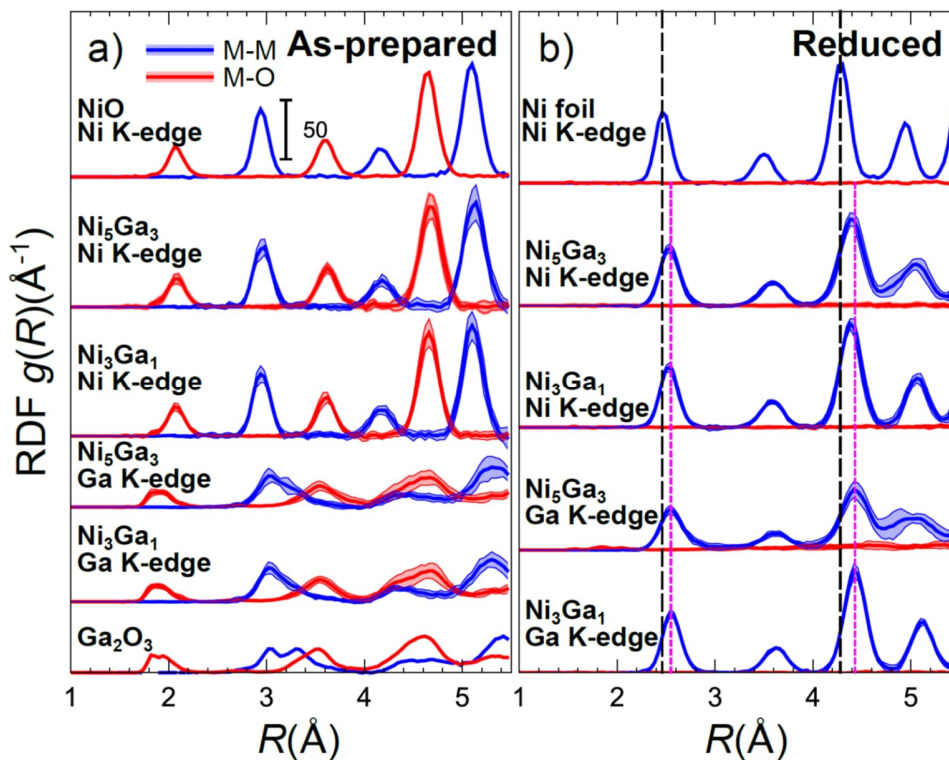 a)
As-prepared
M-M
M-O
NiO
Ni K-edge
50
Ni₅Ga₃
Ni K-edge
Ni₃Ga₁
Ni K-edge
Ni₅Ga₃
Ga K-edge
Ni₃Ga₁
Ga K-edge
Ga₂O₃
RDF g(R)(Å⁻¹)
1 2 3 4 5
R(Å)
b)
Reduced
Ni foil
Ni K-edge
Ni₅Ga₃
Ni K-edge
Ni₃Ga₁
Ni K-edge
Ni₅Ga₃
Ga K-edge
Ni₃Ga₁
Ga K-edge
1 2 3 4 5
R(Å)